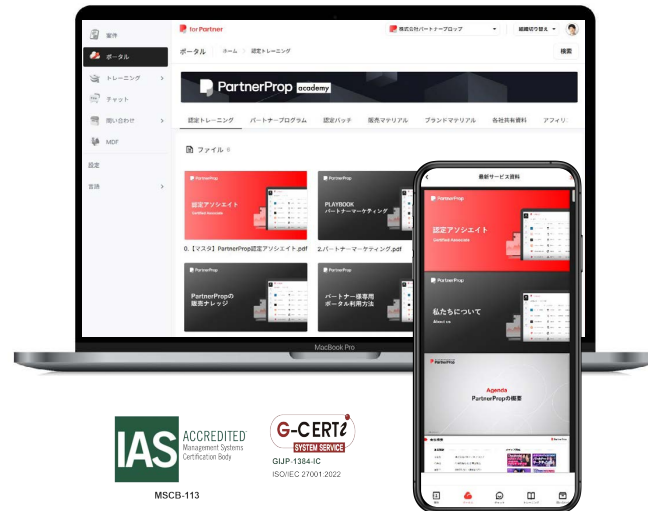 for Partner
株式会社パートナープロップ
組織切り替え
案件
ポータル
トレーニング
チャット
問い合わせ
MDF
設定
言語
ポータル
ホーム
認定トレーニング
検索
PartnerProp academy
認定トレーニング
パートナープログラム
認定バッチ
販売マテリアル
ブランドマテリアル
各社共有資料
アフィリ
ファイル
PartnerProp
認定アソシエイト
Certified Associate
0.【マスタ】PartnerProp認定アソシエイト.pdf
PartnerProp
PLAYBOOK
パートナーマーケティング
2.パートナーマーケティング.pdf
PartnerProp
PartnerPropの
販売ナレッジ
PartnerProp
パートナー様専用
ポータル利用方法
MacBook Pro
最新サービス資料
PartnerProp
認定アソシエイト
Certified Associate
PartnerProp
私たちについて
About us
PartnerProp
Agenda
PartnerPropの概要
IAS
ACCREDITED
Management Systems
Certification Body
MSCB-113
G-CERTi
SYSTEM SERVICE
GIJP-1384-IC
ISO/IEC 27001:2022